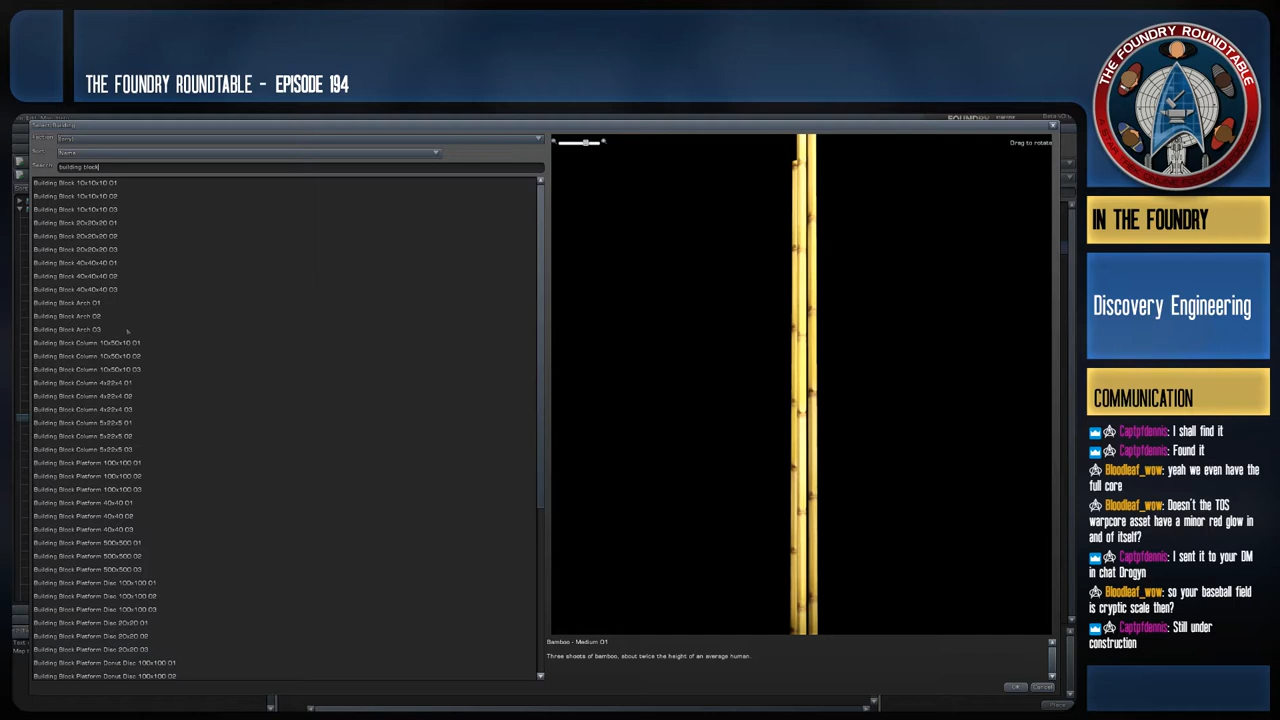 THE FOUNDRY ROUNDTABLE - EPISODE 194
THE FOUNDRY ROUNDTABLE
Select Building
Faction
[Any]
Sort
Name
Search
building block
Building Block 10x10x10 01
Building Block 10x10x10 02
Building Block 10x10x10 03
Building Block 20x20x20 01
Building Block 20x20x20 02
Building Block 20x20x20 03
Building Block 40x40x40 01
Building Block 40x40x40 02
Building Block 40x40x40 03
Building Block Arch 01
Building Block Arch 02
Building Block Arch 03
Building Block Column 10x50x10 01
Building Block Column 10x50x10 02
Building Block Column 10x50x10 03
Building Block Column 4x22x4 01
Building Block Column 4x22x4 02
Building Block Column 4x22x4 03
Building Block Column 5x22x5 01
Building Block Column 5x22x5 02
Building Block Column 5x22x5 03
Building Block Platform 100x100 01
Building Block Platform 100x100 02
Building Block Platform 100x100 03
Building Block Platform 40x40 01
Building Block Platform 40x40 02
Building Block Platform 40x40 03
Building Block Platform 500x500 01
Building Block Platform 500x500 02
Building Block Platform 500x500 03
Building Block Platform Disc 100x100 01
Building Block Platform Disc 100x100 02
Building Block Platform Disc 100x100 03
Building Block Platform Disc 20x20 01
Building Block Platform Disc 20x20 02
Building Block Platform Disc 20x20 03
Building Block Platform Donut Disc 100x100 01
Building Block Platform Donut Disc 100x100 02
Drag to rotate
Bamboo - Medium 01
Three shoots of bamboo, about twice the height of an average human.
OK
Cancel
Place
IN THE FOUNDRY
Discovery Engineering
COMMUNICATION
Captpfdennis: I shall find it
Captpfdennis: Found it
Bloodleaf_wow: yeah we even have the
full core
Bloodleaf_wow: Doesn't the TOS
warpcore asset have a minor red glow in
and of itself?
Captpfdennis: I sent it to your DM
in chat Drogyn
Bloodleaf_wow: so your baseball field
is cryptic scale then?
Captpfdennis: Still under
construction